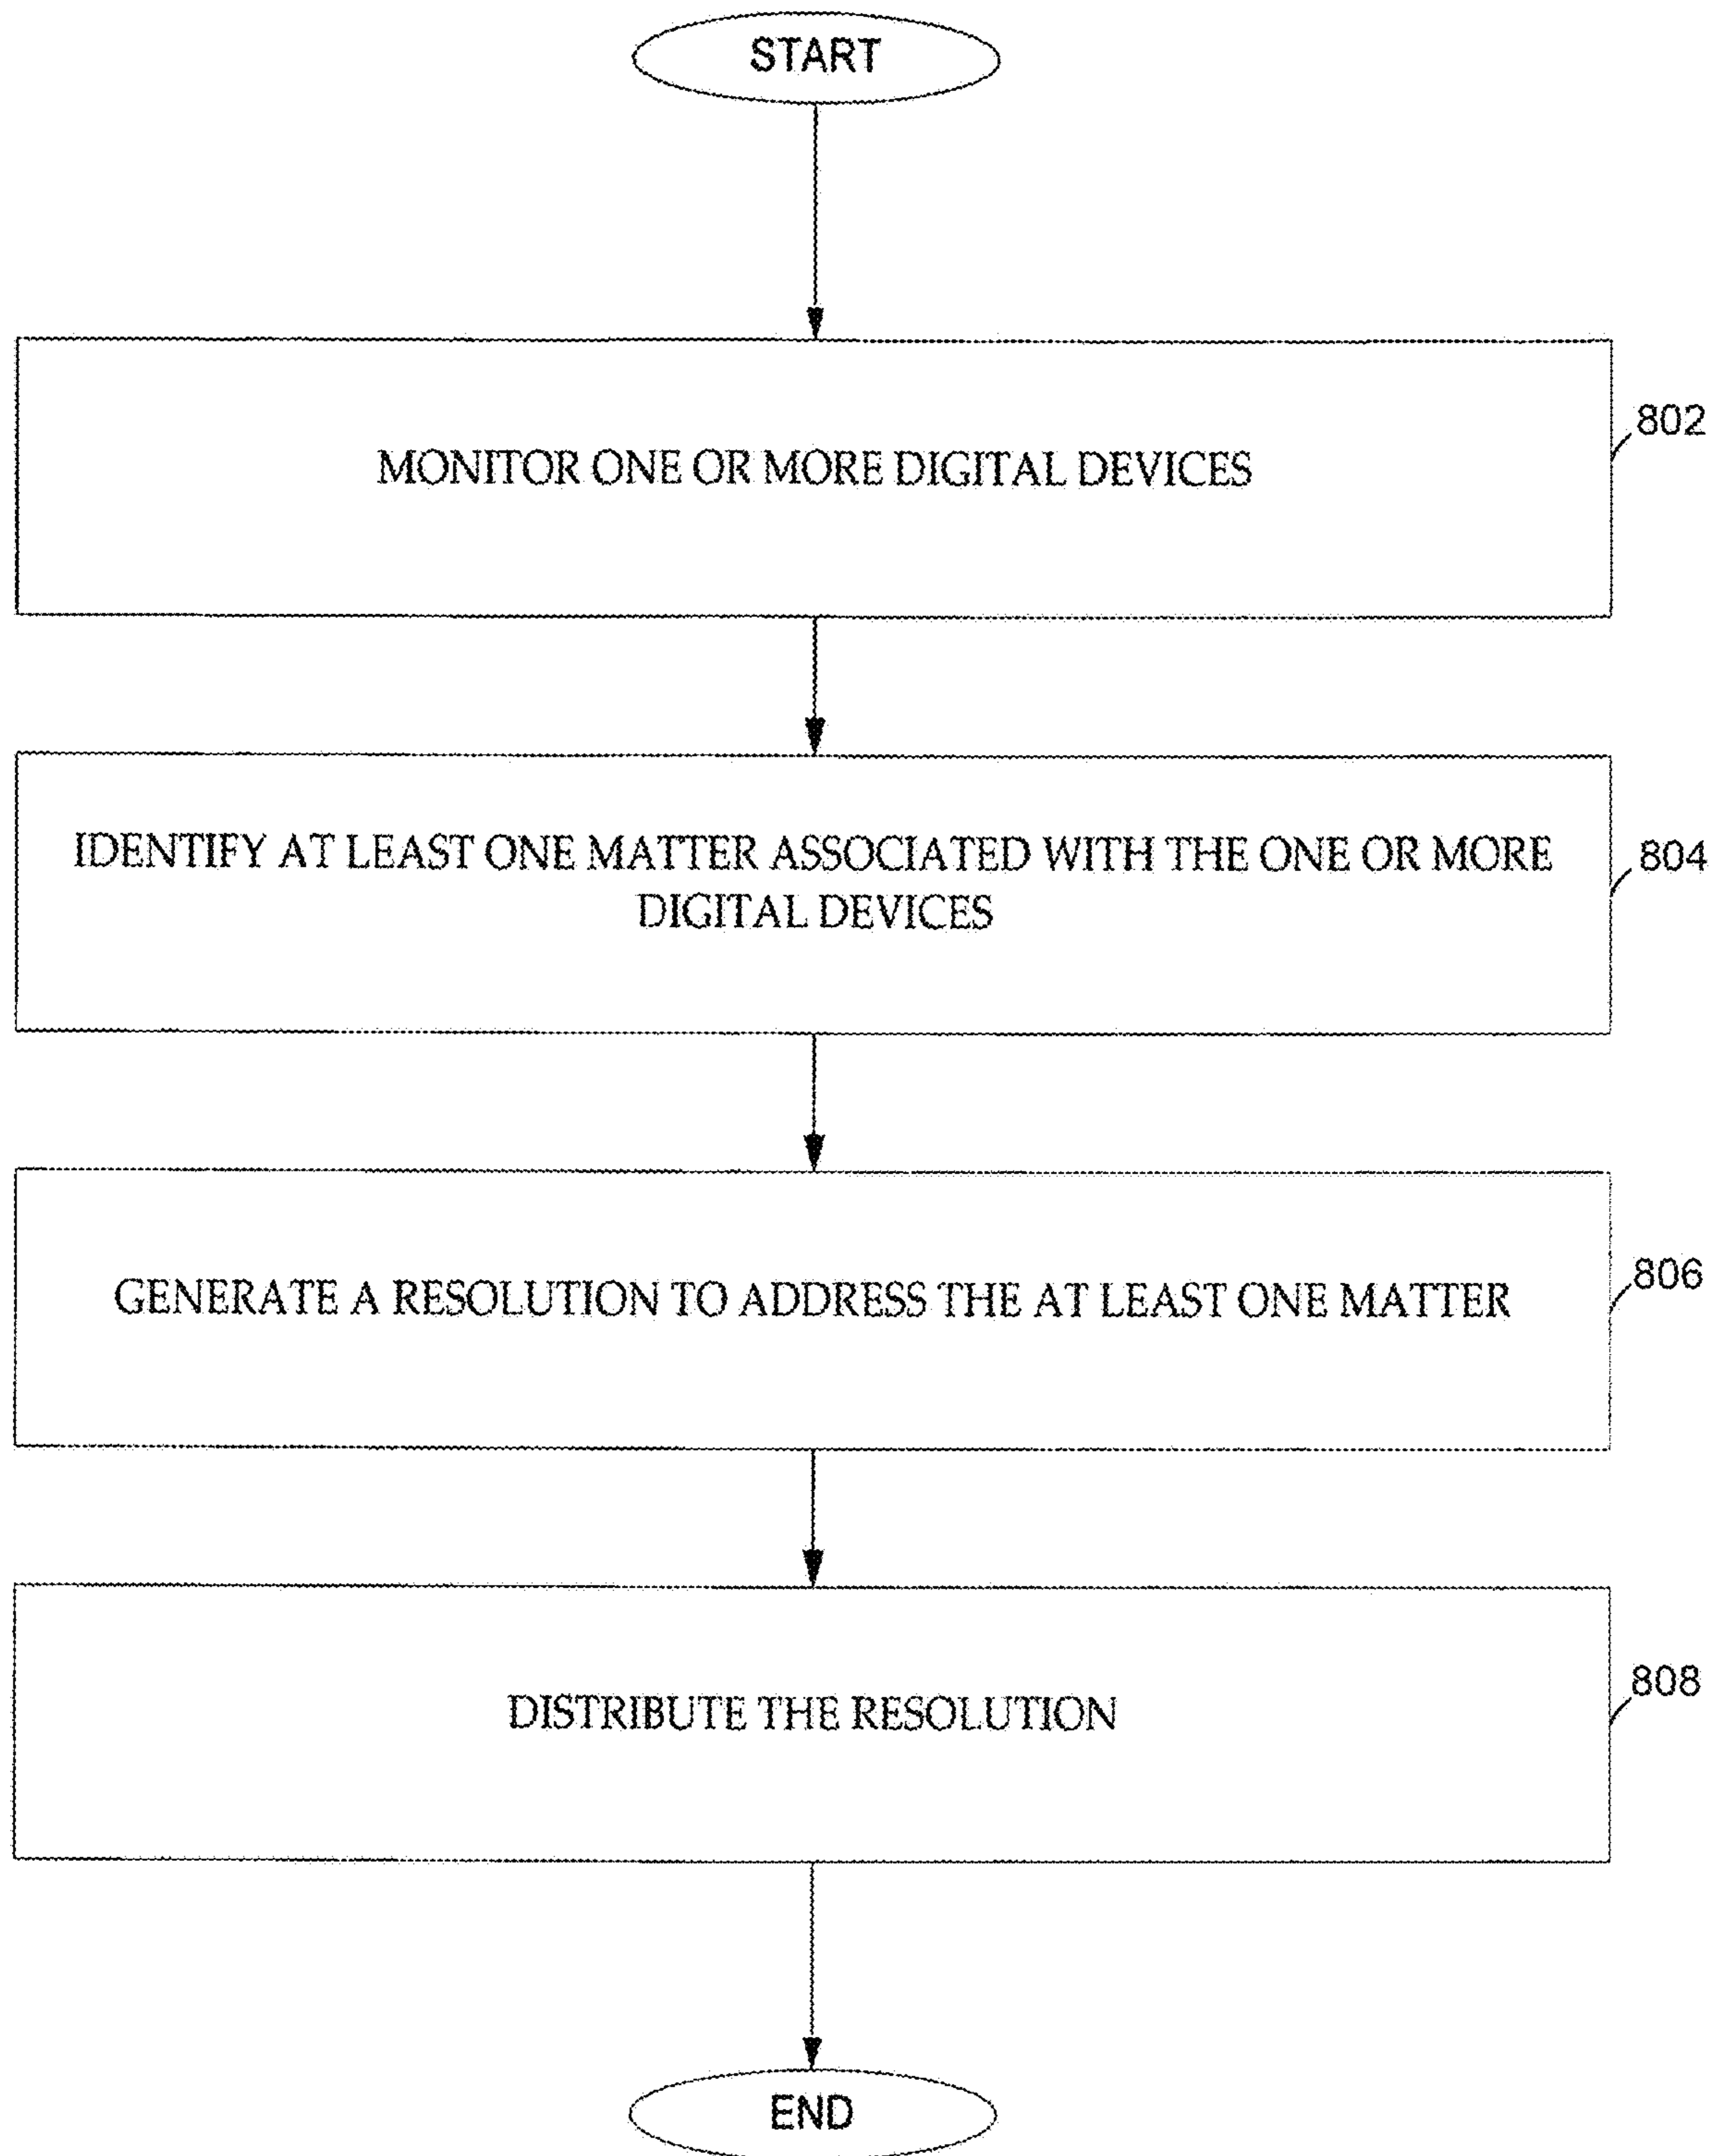 START
802
MONITOR ONE OR MORE DIGITAL DEVICES
804
IDENTIFY AT LEAST ONE MATTER ASSOCIATED WITH THE ONE OR MORE
DIGITAL DEVICES
806
GENERATE A RESOLUTION TO ADDRESS THE AT LEAST ONE MATTER
808
DISTRIBUTE THE RESOLUTION
END